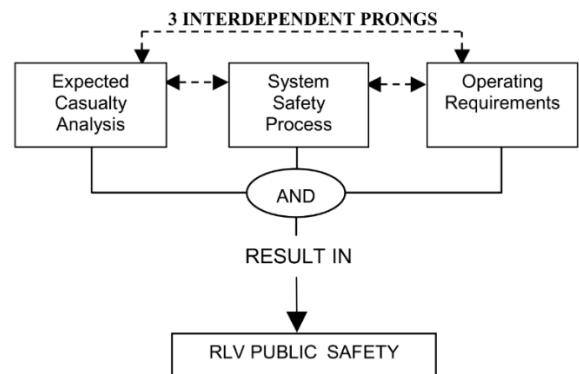 3 INTERDEPENDENT PRONGS
Expected
Casualty
Analysis
System
Safety
Process
Operating
Requirements
AND
RESULT IN
RLV PUBLIC SAFETY